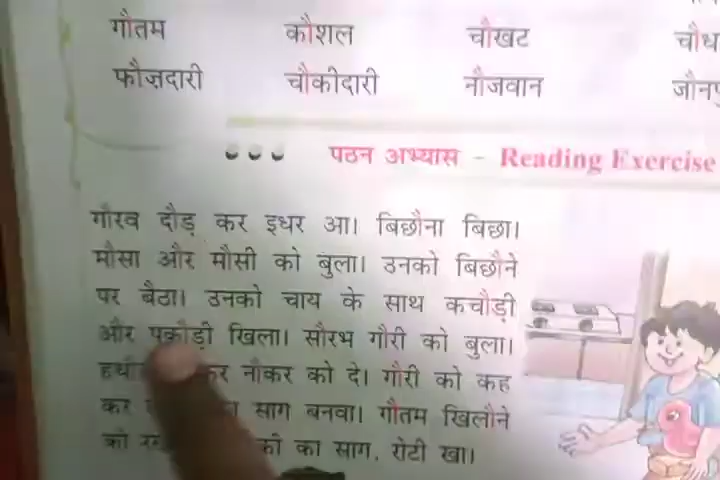 गौतम कौशल चौखट
फौज़दारी चौकीदारी नौजवान
पठन अभ्यास - Reading Exercise
गौरव दौड़ कर इधर आ। बिछौना बिछा।
मौसा और मौसी को बुला। उनको बिछौने
पर बैठा। उनको चाय के साथ कचौड़ी
और पकौड़ी खिला। सौरभ गौरी को बुला।
नौकर को दे। गौरी को कह
कर साग बनवा। गौतम खिलौने
को का साग, रोटी खा।